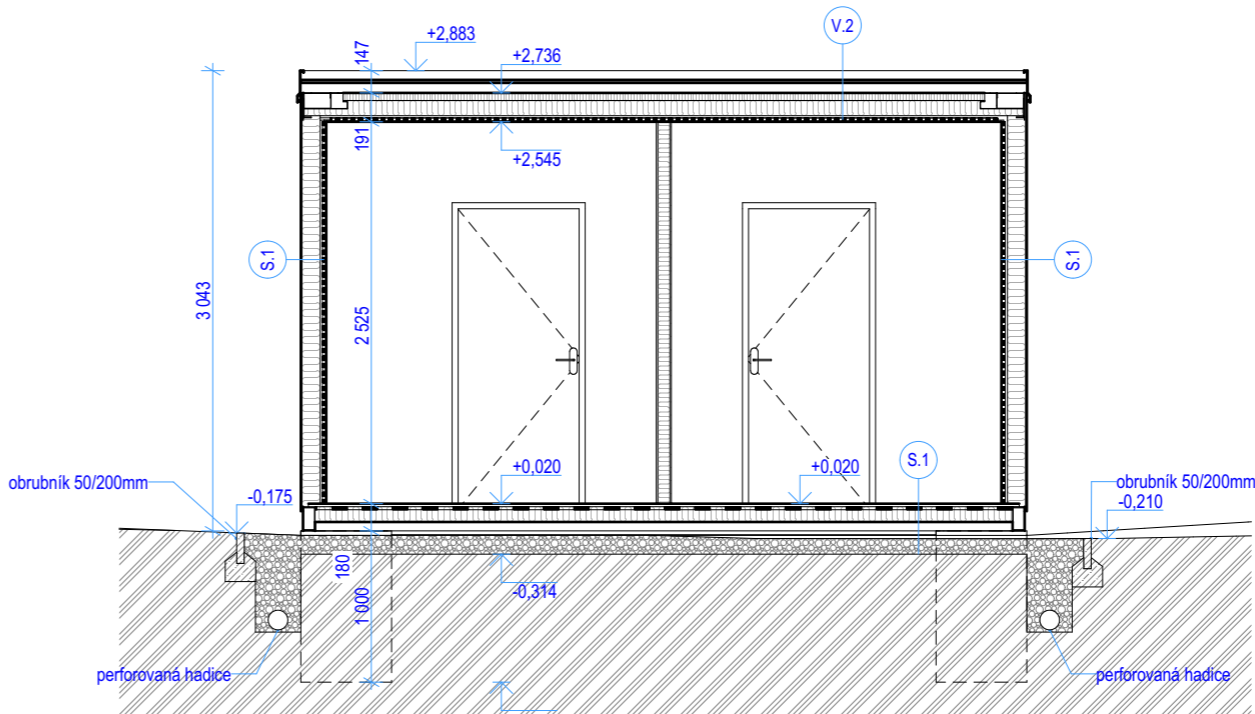 V.2
+2,883
147
+2,736
191
+2,545
S.1
S.1
3 043
2 525
+0,020
+0,020
S.1
obrubník 50/200mm
-0,175
obrubník 50/200mm
-0,210
180
-0,314
1 000
perforovaná hadice
perforovaná hadice